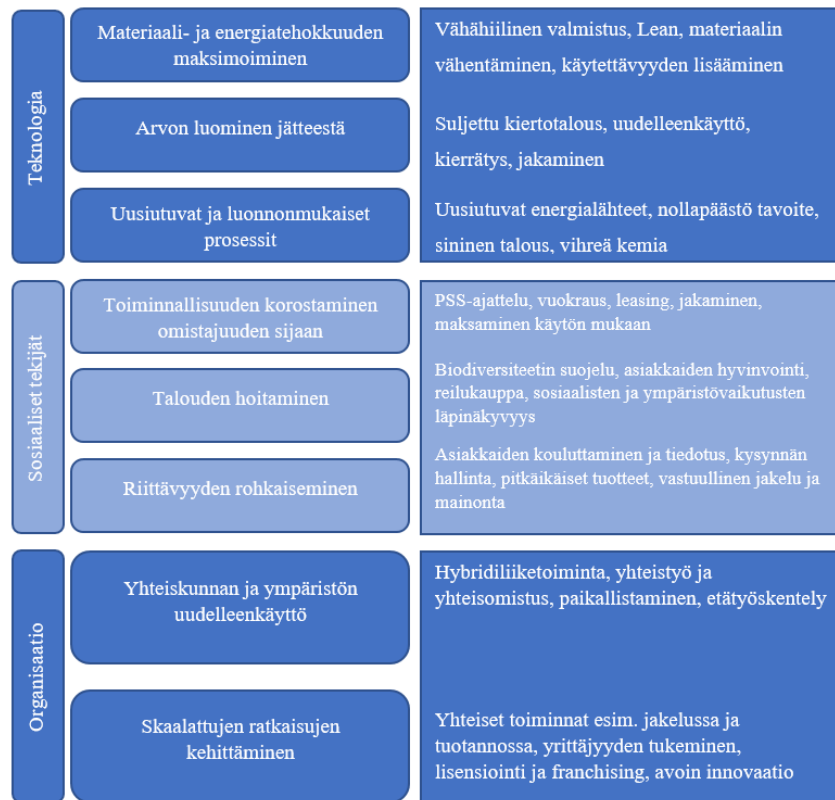 Teknologia
Materiaali- ja energiatehokkuuden
maksimoiminen
Vähähiilinen valmistus, Lean, materiaalin
vähentäminen, käytettävyyden lisääminen
Arvon luominen jätteestä
Suljettu kiertotalous, uudelleenkäyttö,
kierrätys, jakaminen
Uusiutuvat ja luonnonmukaiset
prosessit
Uusiutuvat energialähteet, nollapäästö tavoite,
sininen talous, vihreä kemia
Sosiaaliset tekijät
Toiminnallisuuden korostaminen
omistajuuden sijaan
PSS-ajattelu, vuokraus, leasing, jakaminen,
maksaminen käytön mukaan
Talouden hoitaminen
Biodiversiteetin suojelu, asiakkaiden hyvinvointi,
reilukauppa, sosiaalisten ja ympäristövaikutusten
läpinäkyvyys
Riittävyyden rohkaiseminen
Asiakkaiden kouluttaminen ja tiedotus, kysynnän
hallinta, pitkäikäiset tuotteet, vastuullinen jakelu ja
mainonta
Organisaatio
Yhteiskunnan ja ympäristön
uudelleenkäyttö
Hybridiliiketoiminta, yhteistyö ja
yhteisomistus, paikallistaminen, etätyöskentely
Skaalattujen ratkaisujen
kehittäminen
Yhteiset toiminnat esim. jakelussa ja
tuotannossa, yrittäjyyden tukeminen,
lisensiointi ja franchising, avoin innovaatio